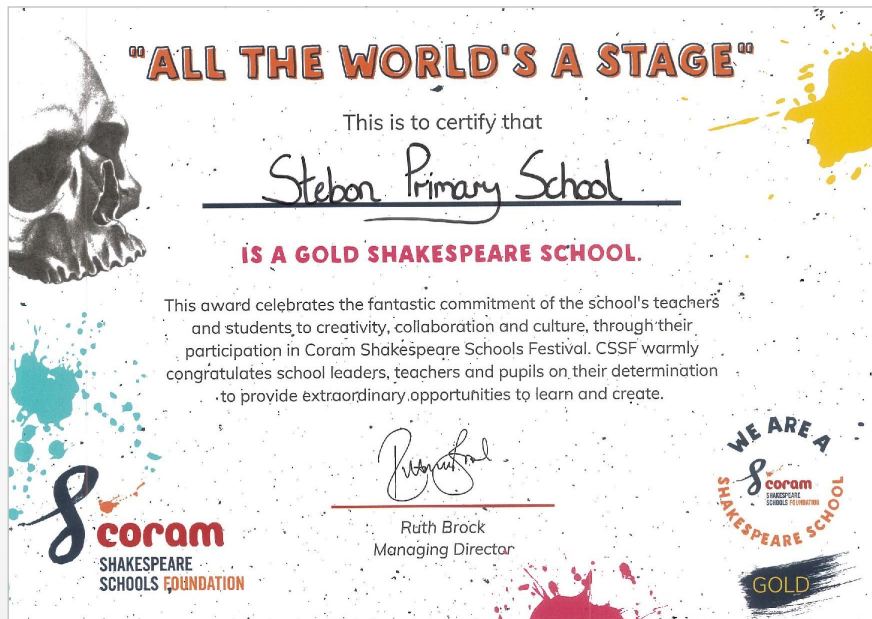 "ALL THE WORLD'S A STAGE"
This is to certify that
Stebon Primary School
IS A GOLD SHAKESPEARE SCHOOL.
This award celebrates the fantastic commitment of the school's teachers
and students to creativity, collaboration and culture, through their
participation in Coram Shakespeare Schools Festival. CSSF warmly
congratulates school leaders, teachers and pupils on their determination
to provide extraordinary opportunities to learn and create.
Ruth Brock
Managing Director
coram
SHAKESPEARE
SCHOOLS FOUNDATION
WE ARE A
coram
SHAKESPEARE
SCHOOLS FOUNDATION
SHAKESPEARE SCHOOL
GOLD